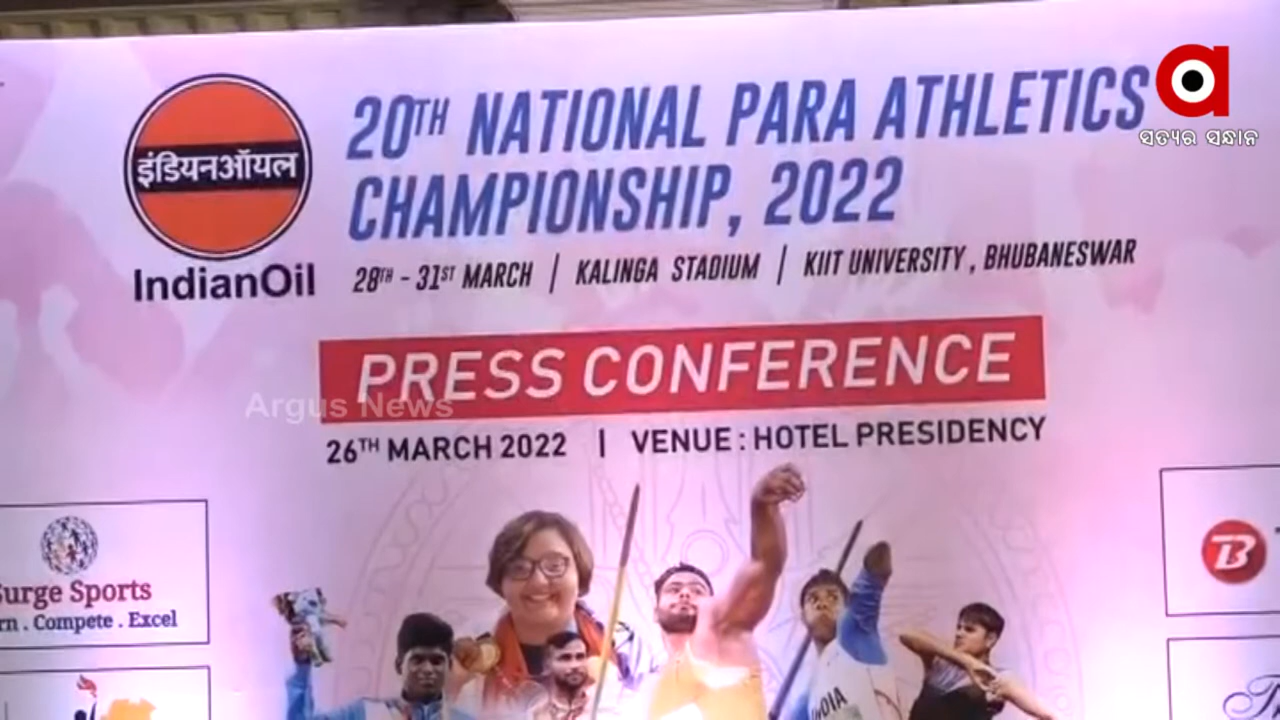 इंडियनऑयल
IndianOil
20TH NATIONAL PARA ATHLETICS
CHAMPIONSHIP, 2022
28TH - 31ST MARCH | KALINGA STADIUM | KIIT UNIVERSITY, BHUBANESWAR
ସତ୍ୟର ସନ୍ଧାନ
PRESS CONFERENCE
Argus News
26TH MARCH 2022 | VENUE : HOTEL PRESIDENCY
Surge Sports
. Compete . Excel
B